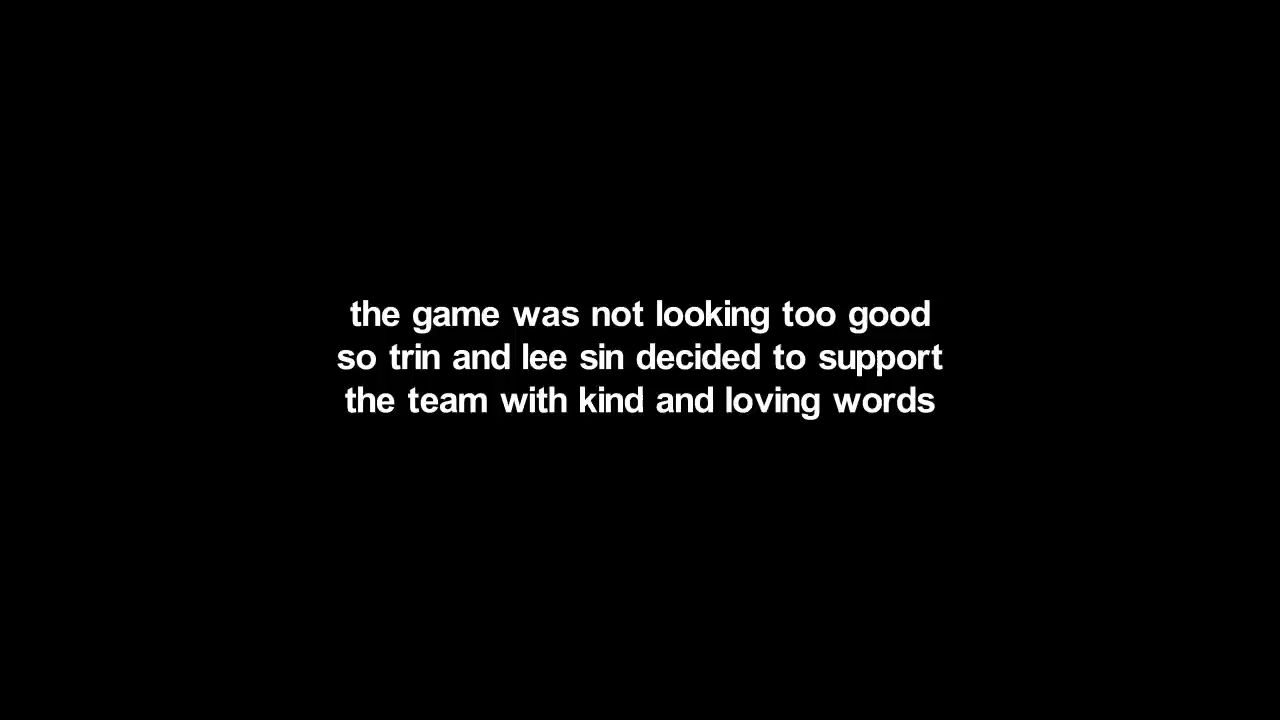 the game was not looking too good
so trin and lee sin decided to support
the team with kind and loving words